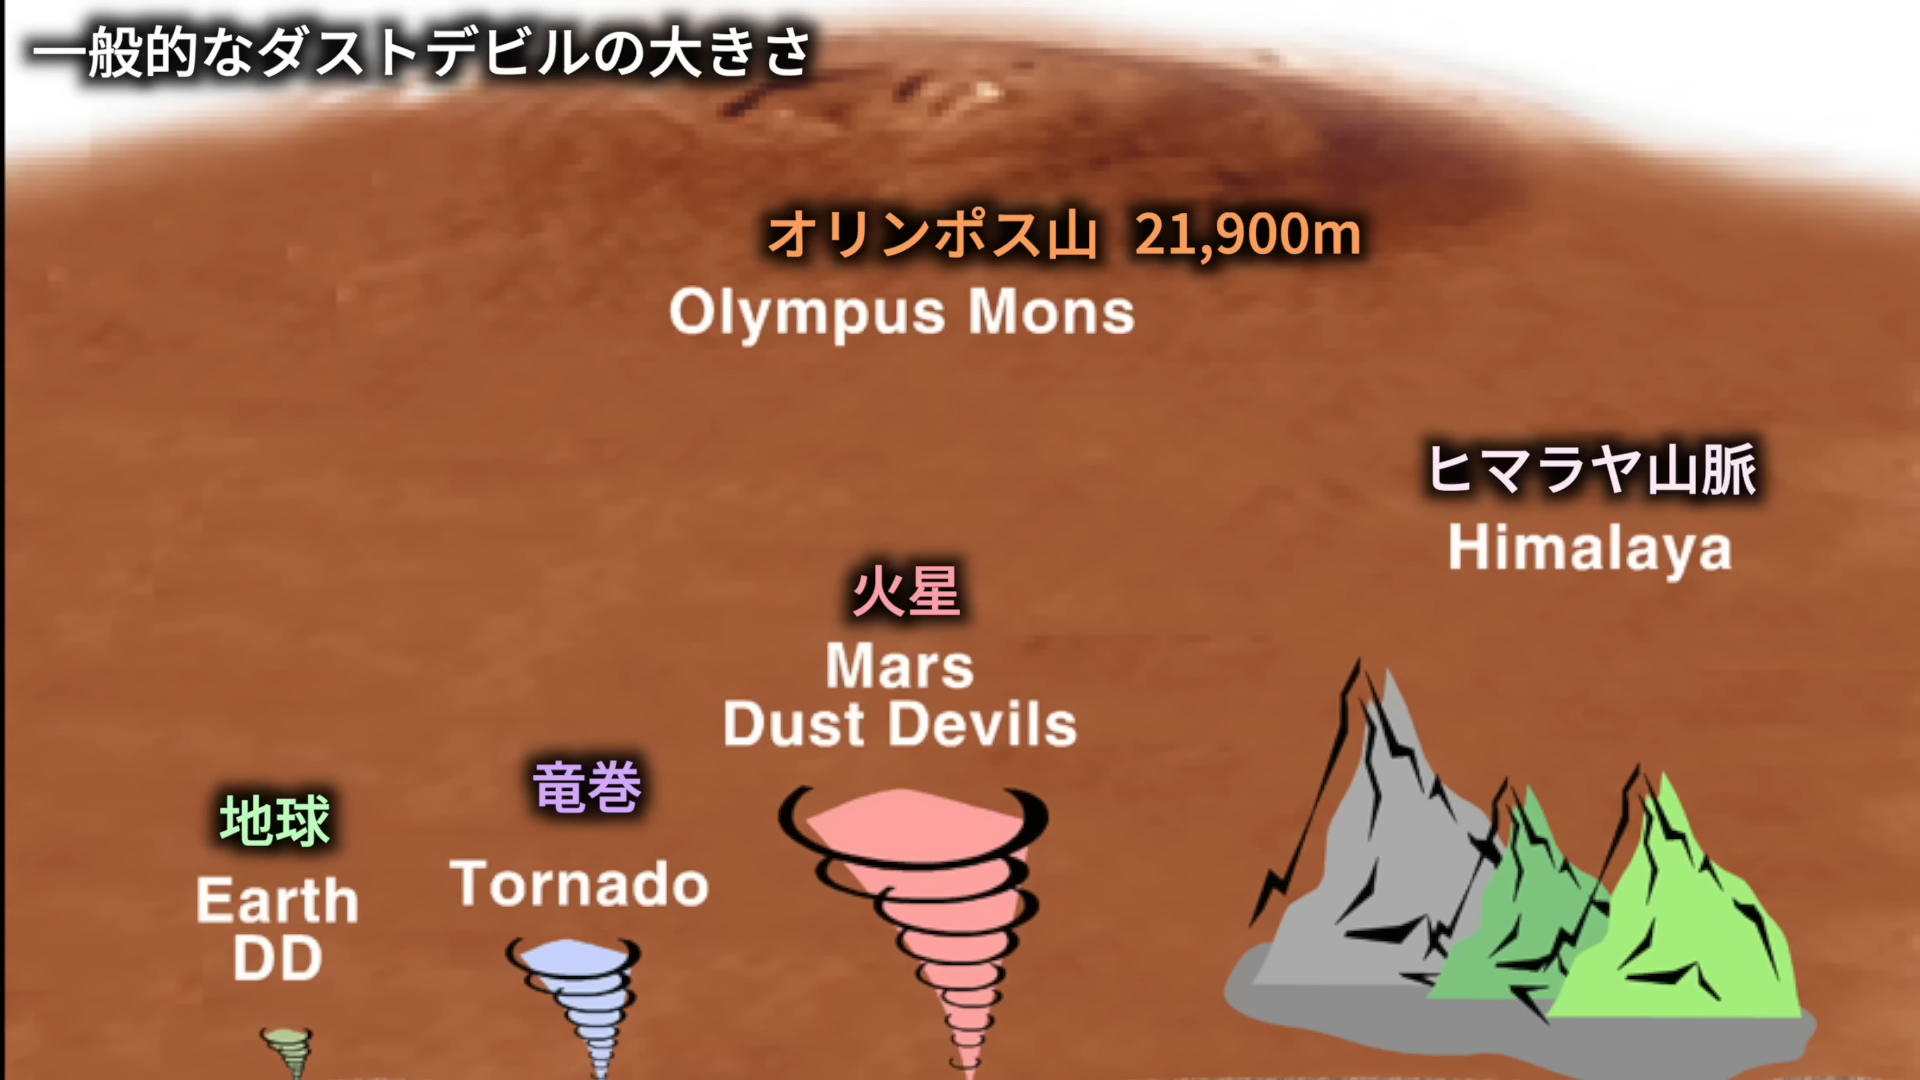 一般的なダストデビルの大きさ
オリンポス山 21,900m
Olympus Mons
ヒマラヤ山脈
Himalaya
火星
Mars
Dust Devils
竜巻
Tornado
地球
Earth
DD